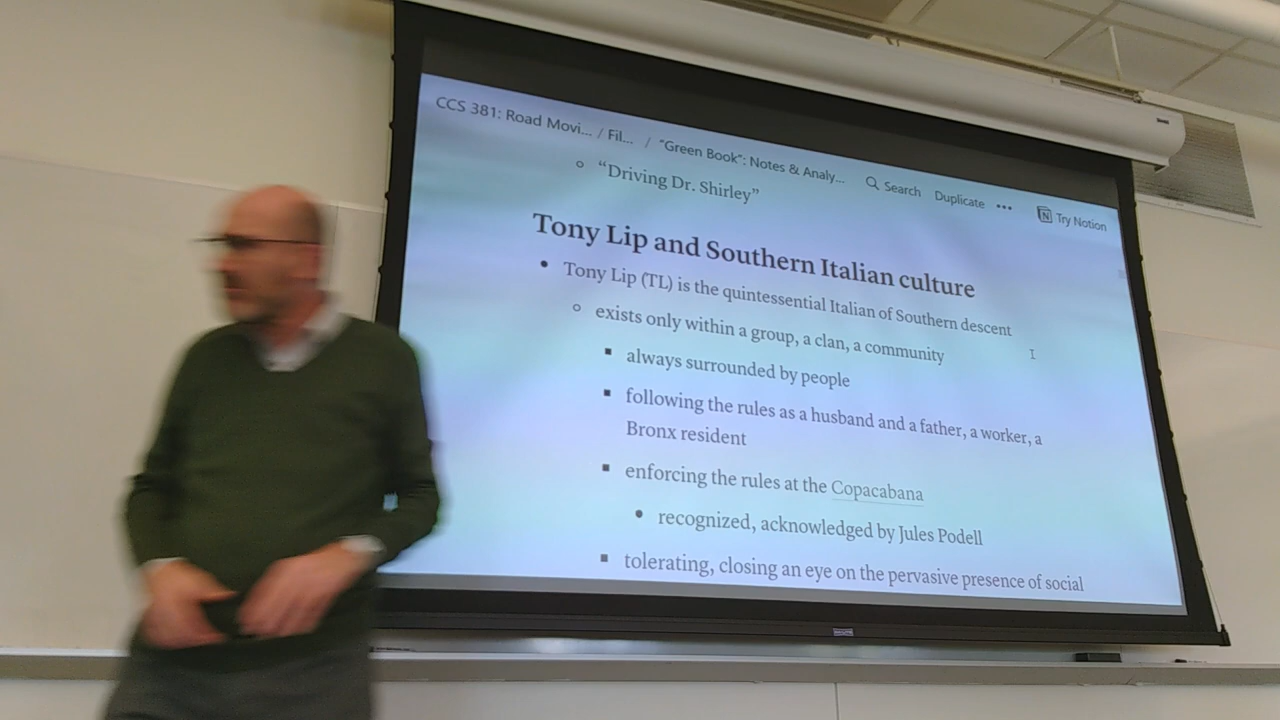 CCS 381: Road Movi... / Fil... / "Green Book": Notes & Analy... Search Duplicate ••• Try Notion
○ “Driving Dr. Shirley”
Tony Lip and Southern Italian culture
• Tony Lip (TL) is the quintessential Italian of Southern descent
○ exists only within a group, a clan, a community
▪ always surrounded by people
▪ following the rules as a husband and a father, a worker, a
Bronx resident
▪ enforcing the rules at the Copacabana
• recognized, acknowledged by Jules Podell
▪ tolerating, closing an eye on the pervasive presence of social